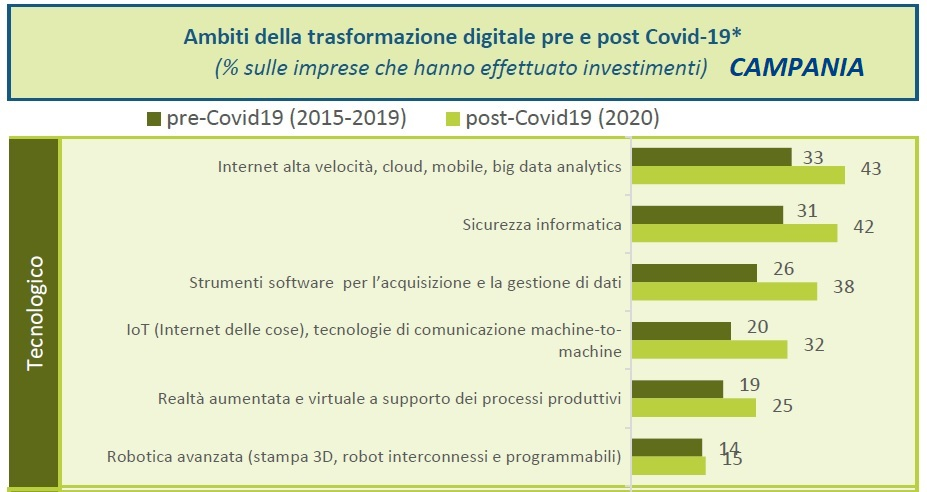 Ambiti della trasformazione digitale pre e post Covid-19*
(% sulle imprese che hanno effettuato investimenti) CAMPANIA
pre-Covid19 (2015-2019) post-Covid19 (2020)
Tecnologico
Internet alta velocità, cloud, mobile, big data analytics
33
43
Sicurezza informatica
31
42
Strumenti software per l’acquisizione e la gestione di dati
26
38
IoT (Internet delle cose), tecnologie di comunicazione machine-to-
machine
20
32
Realtà aumentata e virtuale a supporto dei processi produttivi
19
25
Robotica avanzata (stampa 3D, robot interconnessi e programmabili)
14
15